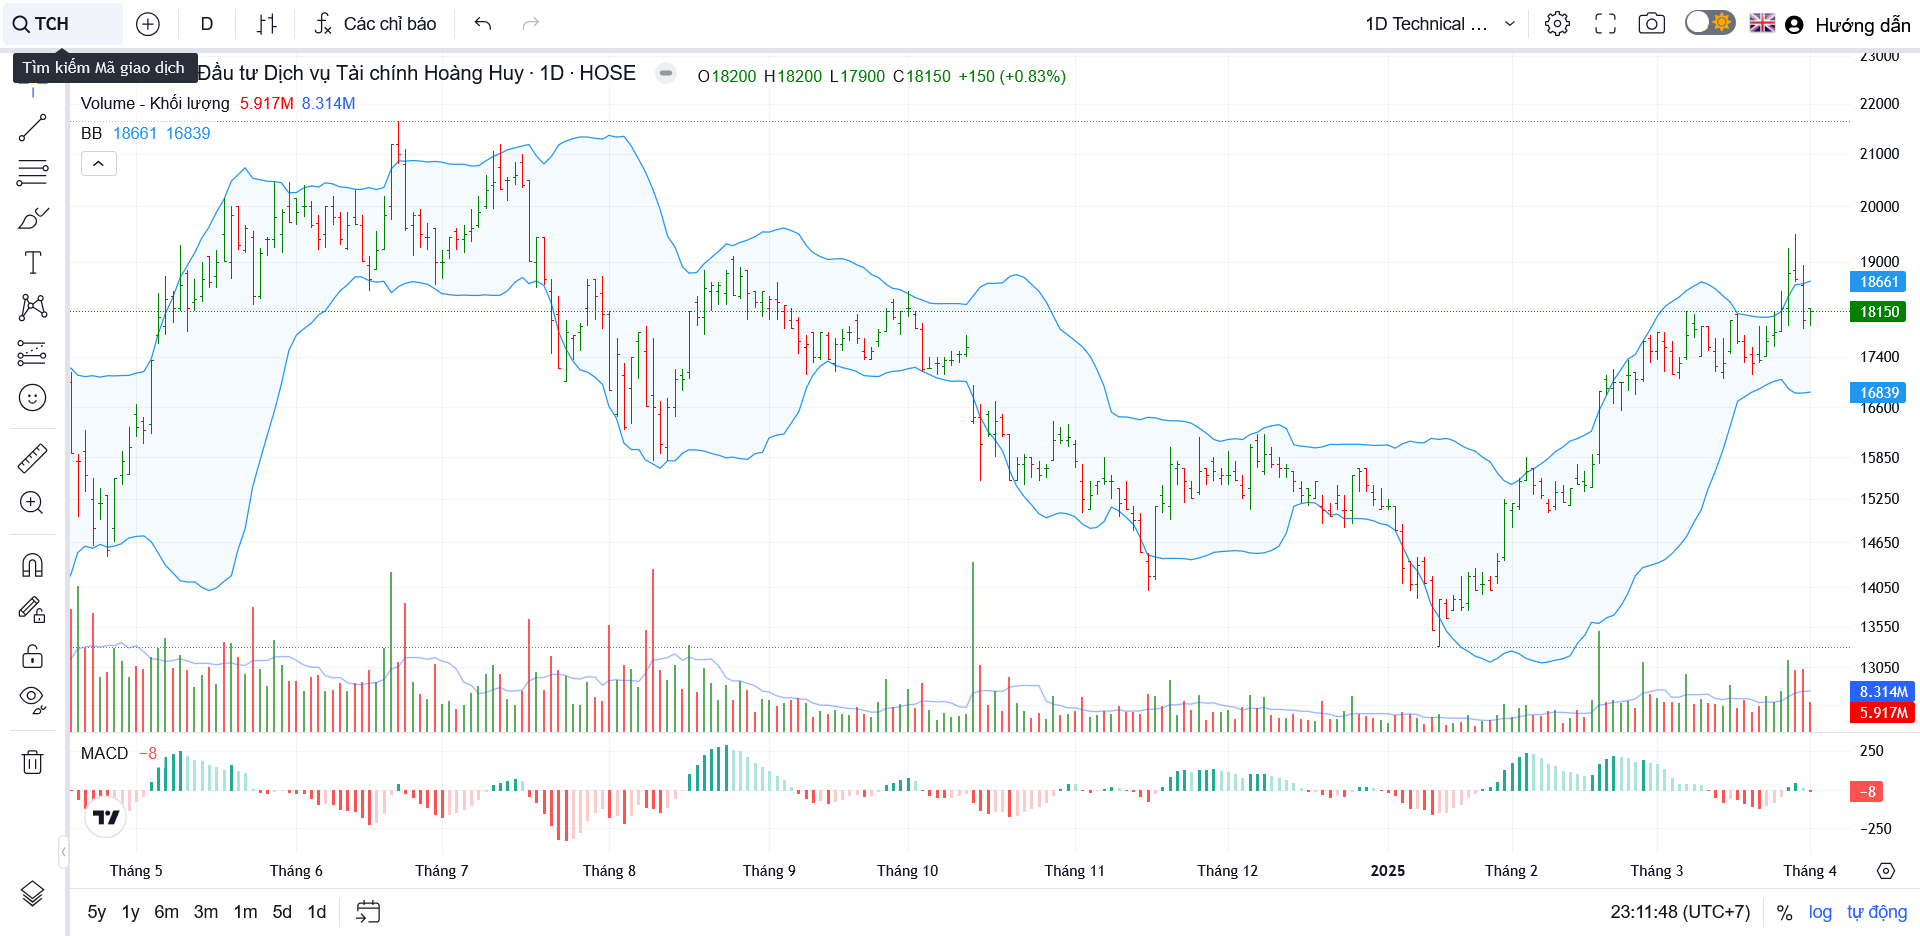 TCH
D
Các chỉ báo
1D Technical ...
Hướng dẫn
Tìm kiếm Mã giao dịch
Đầu tư Dịch vụ Tài chính Hoàng Huy · 1D · HOSE
O18200 H18200 L17900 C18150 +150 (+0.83%)
Volume - Khối lượng 5.917M 8.314M
BB 18661 16839
23000
22000
21000
20000
19000
18661
18150
17400
16839
16600
15850
15250
14650
14050
13550
13050
8.314M
5.917M
MACD −8
250
−8
−250
Tháng 5 Tháng 6 Tháng 7 Tháng 8 Tháng 9 Tháng 10 Tháng 11 Tháng 12 2025 Tháng 2 Tháng 3 Tháng 4
5y 1y 6m 3m 1m 5d 1d
23:11:48 (UTC+7) % log tự động